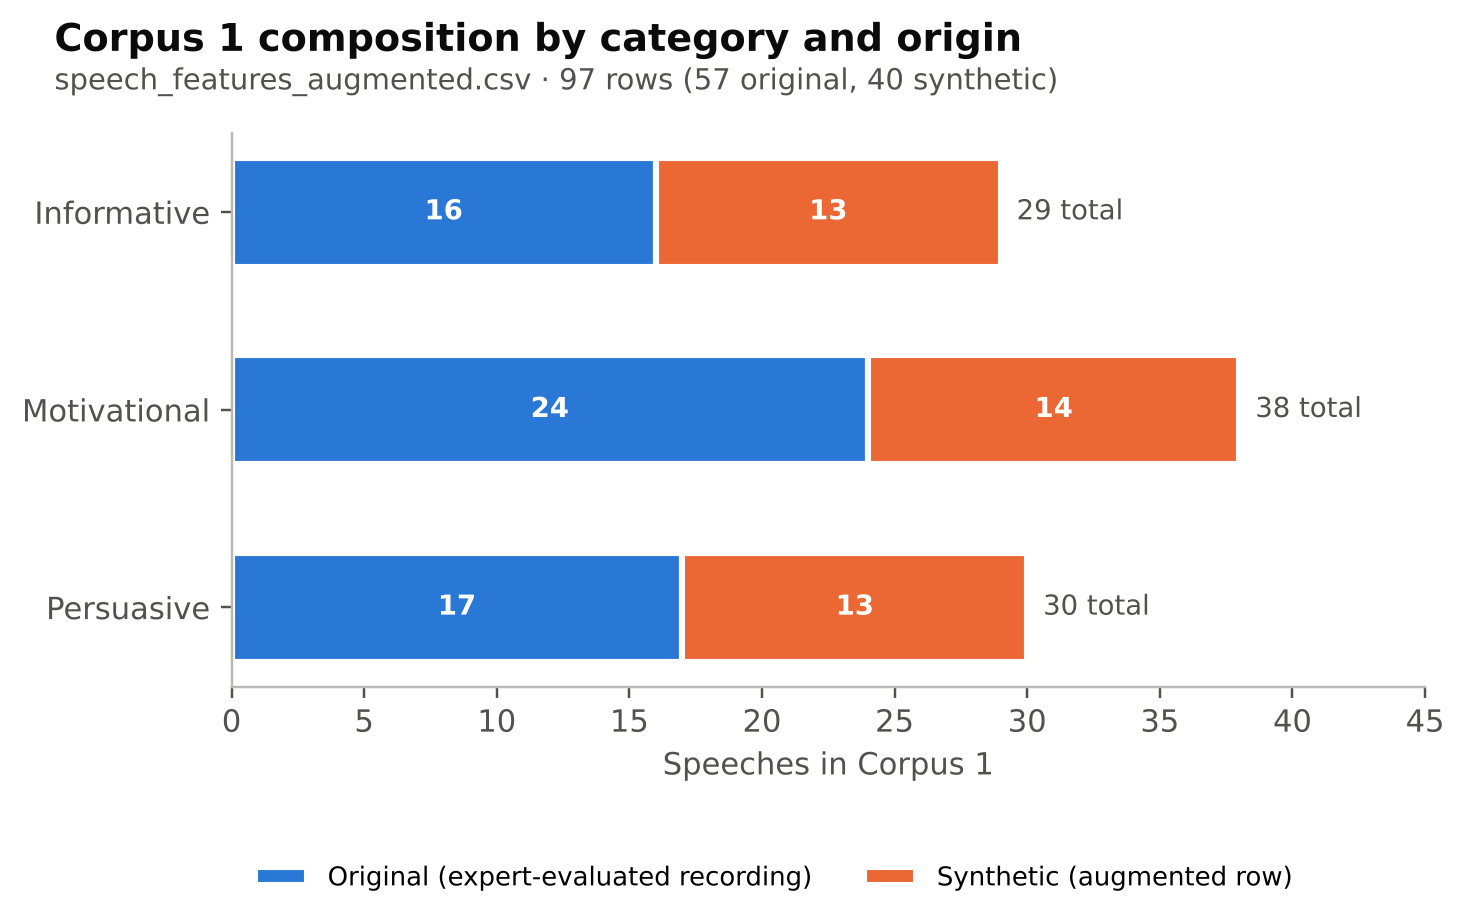 Corpus 1 composition by category and origin
speech_features_augmented.csv · 97 rows (57 original, 40 synthetic)
Informative 16 13 29 total
Motivational 24 14 38 total
Persuasive 17 13 30 total
0 5 10 15 20 25 30 35 40 45
Speeches in Corpus 1
Original (expert-evaluated recording) Synthetic (augmented row)